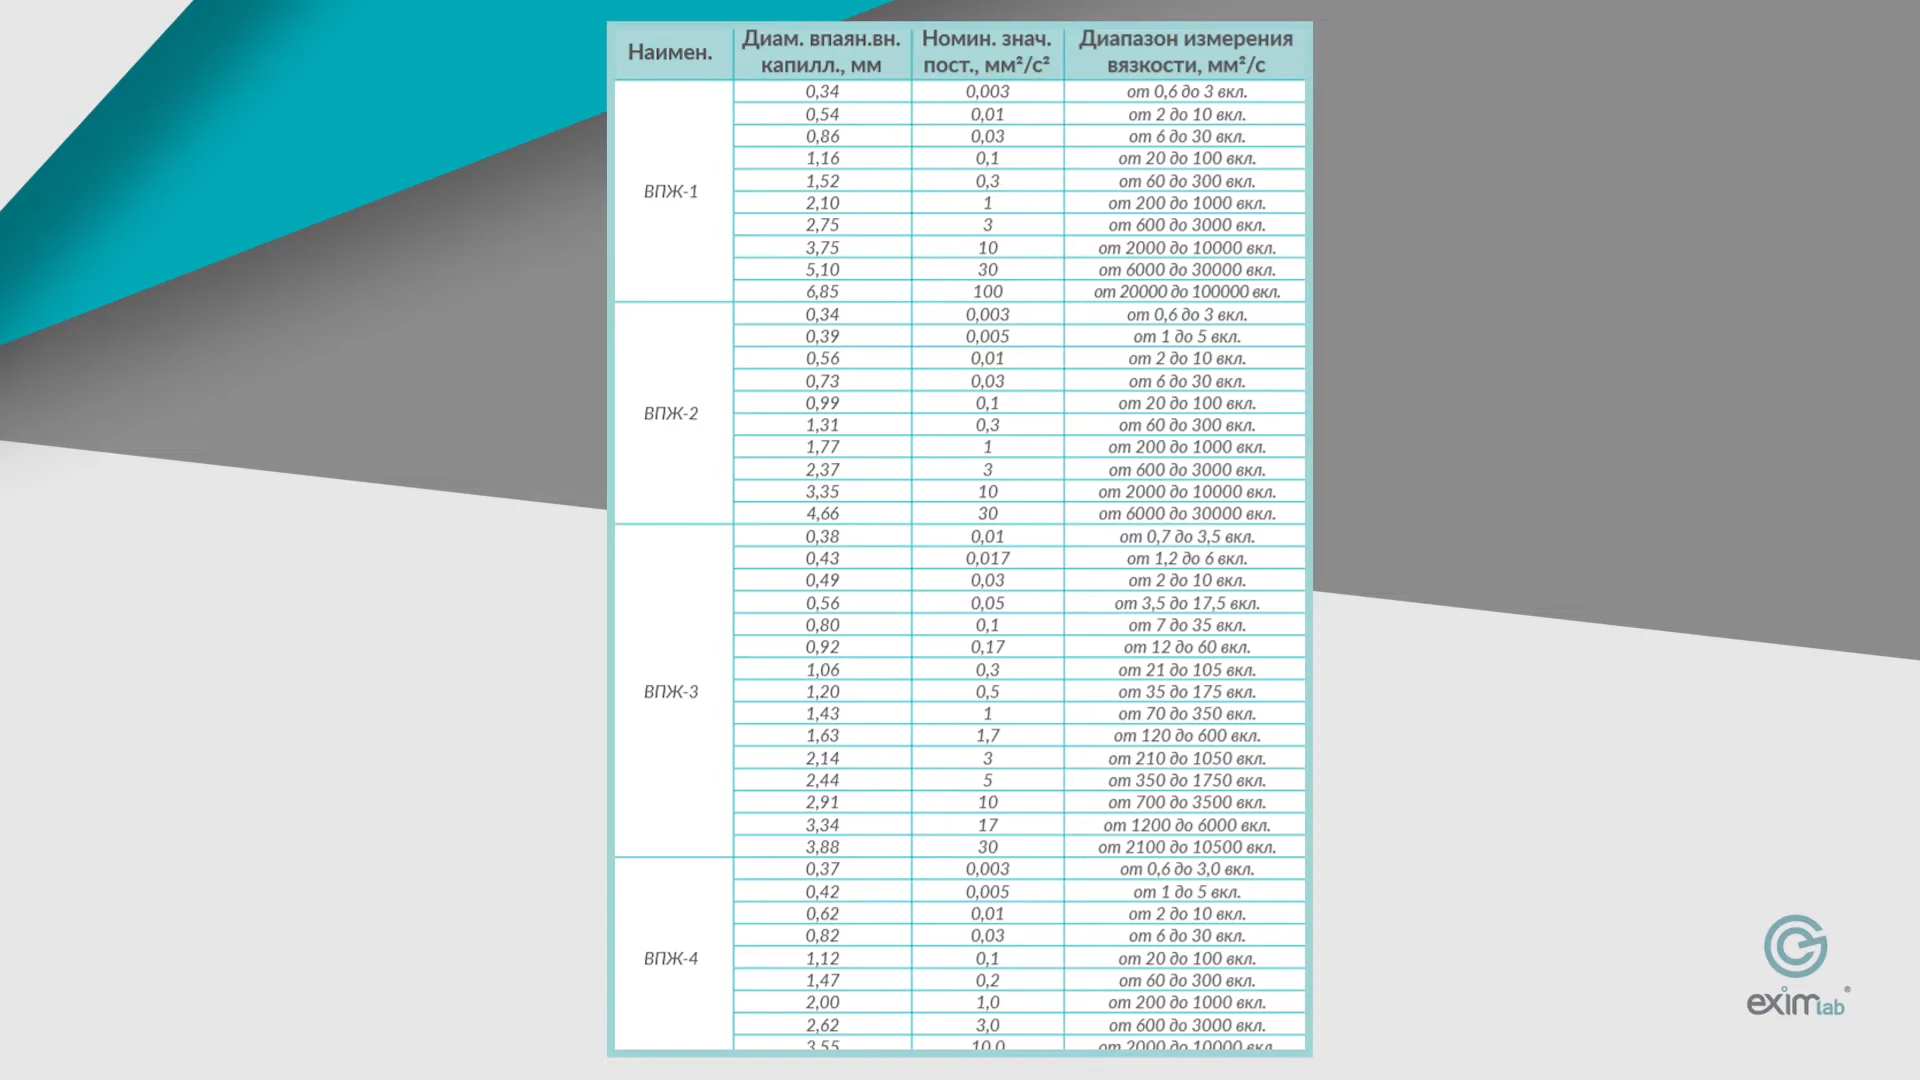 Наимен. Диам. впаян.вн. капилл., мм Номин. знач. пост., мм²/с² Диапазон измерения вязкости, мм²/с
ВПЖ-1
0,34 0,003 от 0,6 до 3 вкл.
0,54 0,01 от 2 до 10 вкл.
0,86 0,03 от 6 до 30 вкл.
1,16 0,1 от 20 до 100 вкл.
1,52 0,3 от 60 до 300 вкл.
2,10 1 от 200 до 1000 вкл.
2,75 3 от 600 до 3000 вкл.
3,75 10 от 2000 до 10000 вкл.
5,10 30 от 6000 до 30000 вкл.
6,85 100 от 20000 до 100000 вкл.
ВПЖ-2
0,34 0,003 от 0,6 до 3 вкл.
0,39 0,005 от 1 до 5 вкл.
0,56 0,01 от 2 до 10 вкл.
0,73 0,03 от 6 до 30 вкл.
0,99 0,1 от 20 до 100 вкл.
1,31 0,3 от 60 до 300 вкл.
1,77 1 от 200 до 1000 вкл.
2,37 3 от 600 до 3000 вкл.
3,35 10 от 2000 до 10000 вкл.
4,66 30 от 6000 до 30000 вкл.
ВПЖ-3
0,38 0,01 от 0,7 до 3,5 вкл.
0,43 0,017 от 1,2 до 6 вкл.
0,49 0,03 от 2 до 10 вкл.
0,56 0,05 от 3,5 до 17,5 вкл.
0,80 0,1 от 7 до 35 вкл.
0,92 0,17 от 12 до 60 вкл.
1,06 0,3 от 21 до 105 вкл.
1,20 0,5 от 35 до 175 вкл.
1,43 1 от 70 до 350 вкл.
1,63 1,7 от 120 до 600 вкл.
2,14 3 от 210 до 1050 вкл.
2,44 5 от 350 до 1750 вкл.
2,91 10 от 700 до 3500 вкл.
3,34 17 от 1200 до 6000 вкл.
3,88 30 от 2100 до 10500 вкл.
ВПЖ-4
0,37 0,003 от 0,6 до 3,0 вкл.
0,42 0,005 от 1 до 5 вкл.
0,62 0,01 от 2 до 10 вкл.
0,82 0,03 от 6 до 30 вкл.
1,12 0,1 от 20 до 100 вкл.
1,47 0,2 от 60 до 300 вкл.
2,00 1,0 от 200 до 1000 вкл.
2,62 3,0 от 600 до 3000 вкл.
3,55 10,0 от 2000 до 10000 вкл.
eximlab®